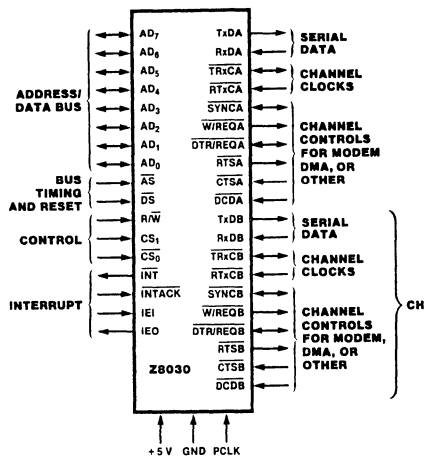 ADDRESS/
DATA BUS
BUS
TIMING
AND RESET
CONTROL
INTERRUPT
AD7
AD6
AD5
AD4
AD3
AD2
AD1
AD0
AS
DS
R/W
CS1
CS0
INT
INTACK
IEI
IEO
Z8030
TxDA
RxDA
TRxCA
RTxCA
SYNCA
W/REQA
DTR/REQA
RTSA
CTSA
DCDA
TxDB
RxDB
TRxCB
RTxCB
SYNCB
W/REQB
DTR/REQB
RTSB
CTSB
DCDB
SERIAL
DATA
CHANNEL
CLOCKS
CHANNEL
CONTROLS
FOR MODEM
DMA, OR
OTHER
SERIAL
DATA
CHANNEL
CLOCKS
CHANNEL
CONTROLS
FOR MODEM,
DMA, OR
OTHER
CH
+5 V GND PCLK